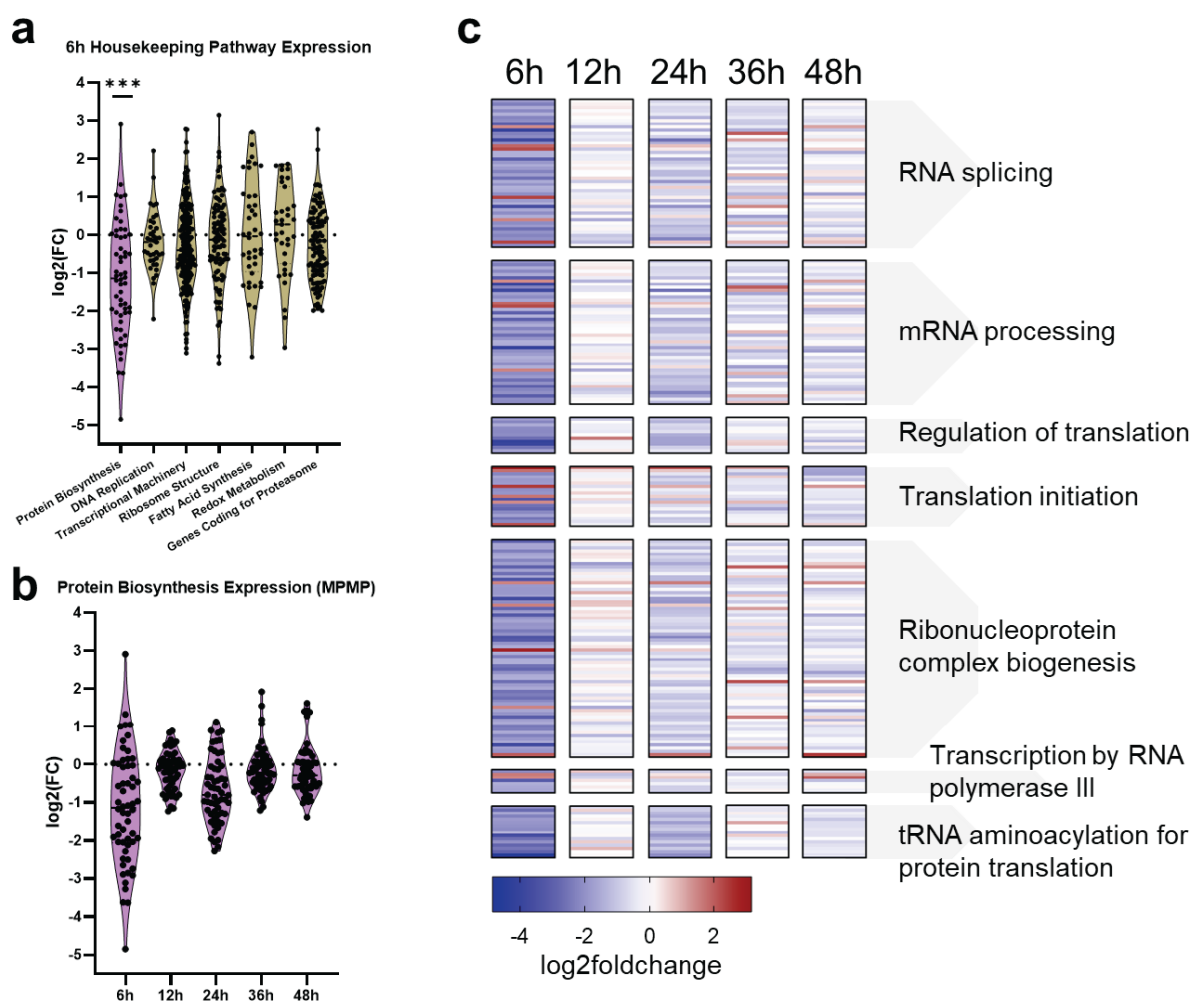 a
6h Housekeeping Pathway Expression
***
4
3
2
1
0
-1
-2
-3
-4
-5
log2(FC)
Protein Biosynthesis
DNA Replication
Transcriptional Machinery
Ribosome Structure
Fatty Acid Synthesis
Redox Metabolism
Genes Coding for Proteasome
b
Protein Biosynthesis Expression (MPMP)
4
3
2
1
0
-1
-2
-3
-4
-5
log2(FC)
6h 12h 24h 36h 48h
c
6h 12h 24h 36h 48h
RNA splicing
mRNA processing
Regulation of translation
Translation initiation
Ribonucleoprotein
complex biogenesis
Transcription by RNA
polymerase III
tRNA aminoacylation for
protein translation
-4 -2 0 2
log2foldchange